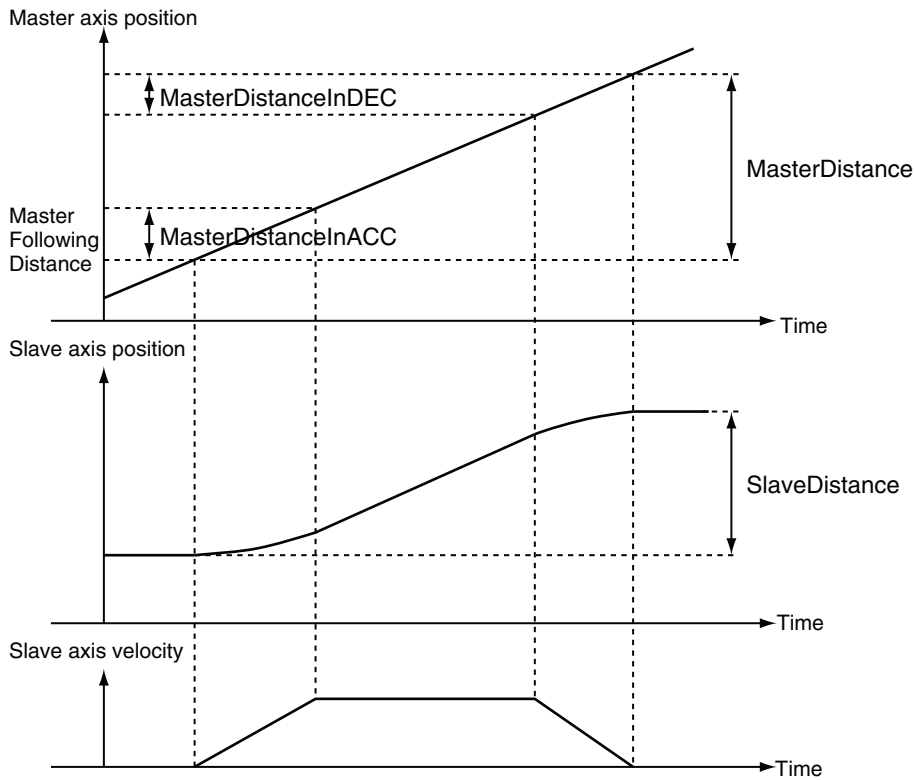 Master axis position
MasterDistanceInDEC
MasterDistance
Master
Following
Distance
MasterDistanceInACC
Time
Slave axis position
SlaveDistance
Time
Slave axis velocity
Time